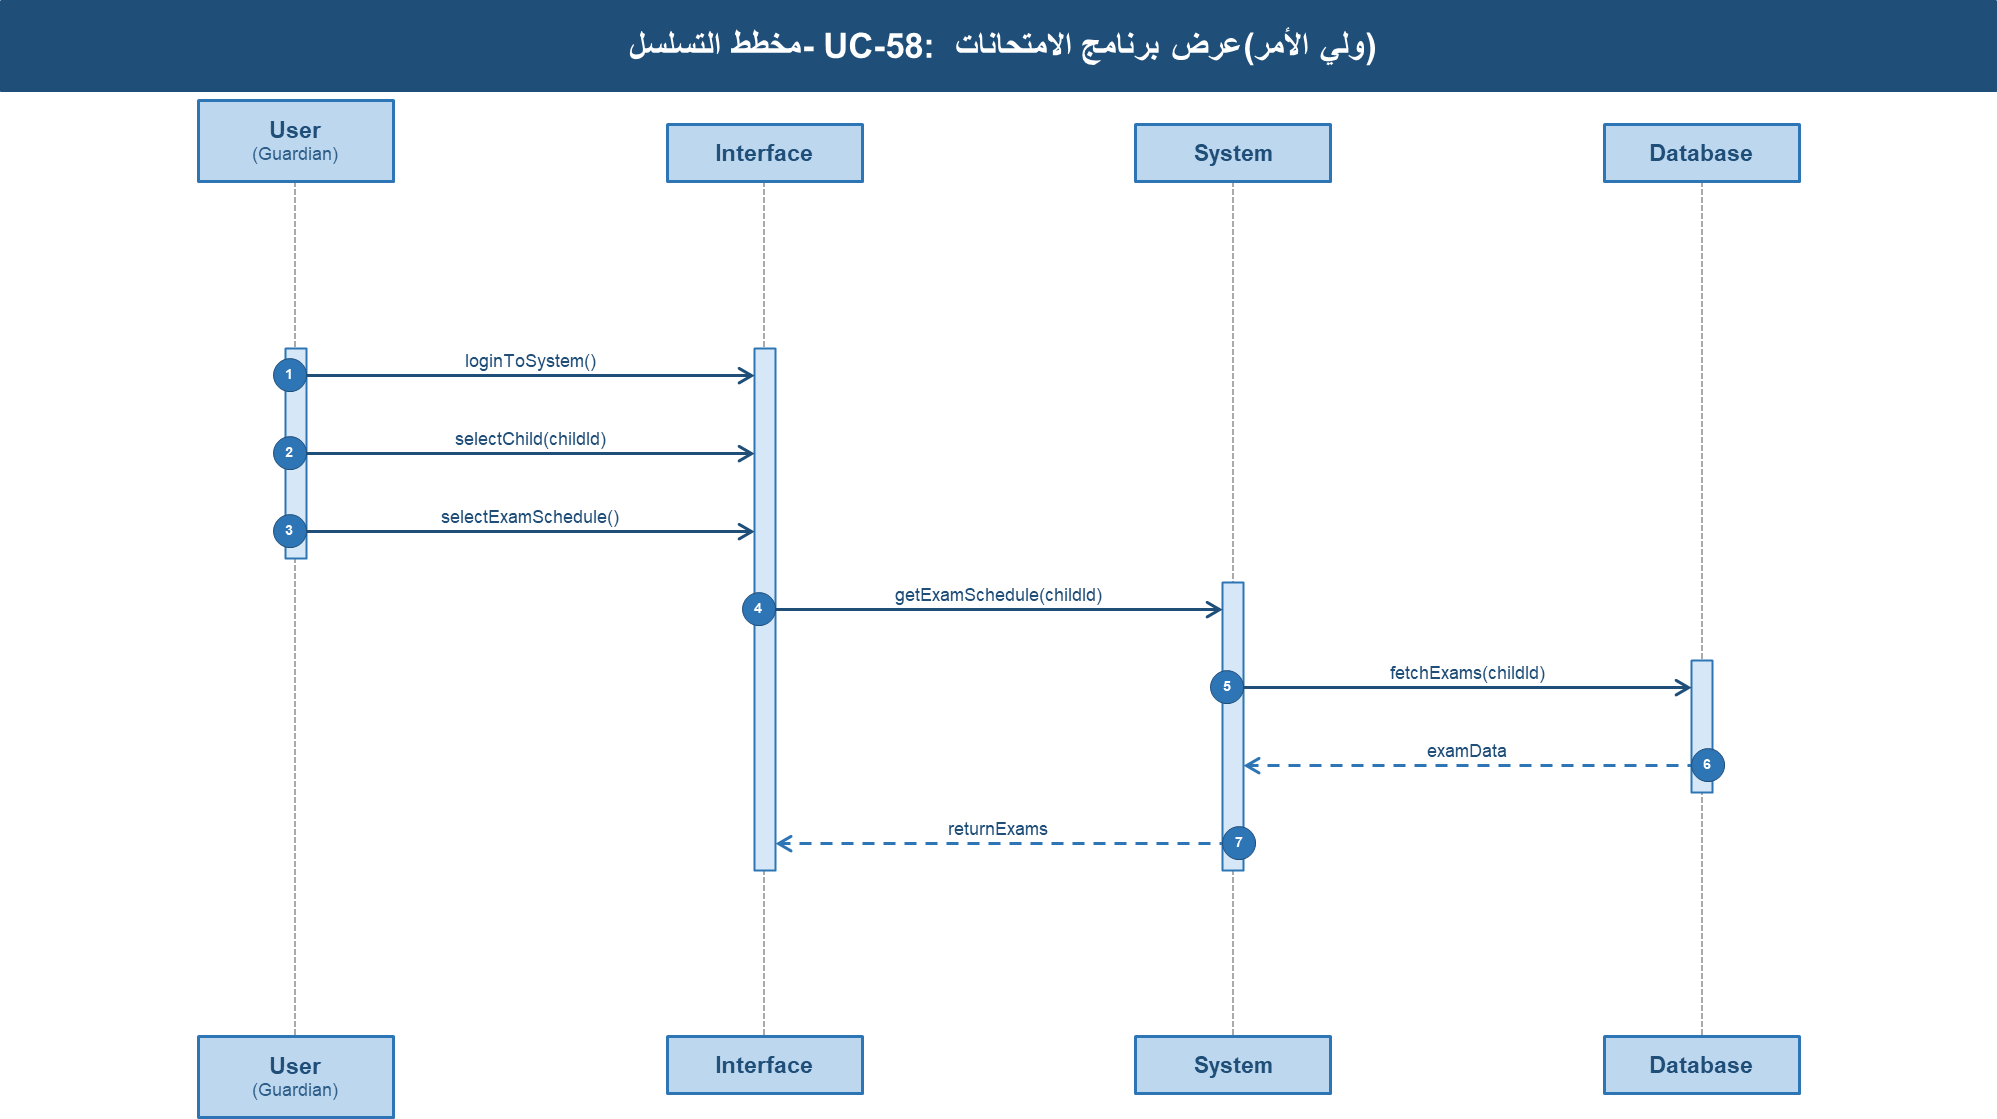 مخطط التسلسل - UC-58: عرض برنامج الامتحانات (ولي الأمر)
User
(Guardian)
Interface
System
Database
1
loginToSystem()
2
selectChild(childId)
3
selectExamSchedule()
4
getExamSchedule(childId)
5
fetchExams(childId)
examData
6
returnExams
7
User
(Guardian)
Interface
System
Database